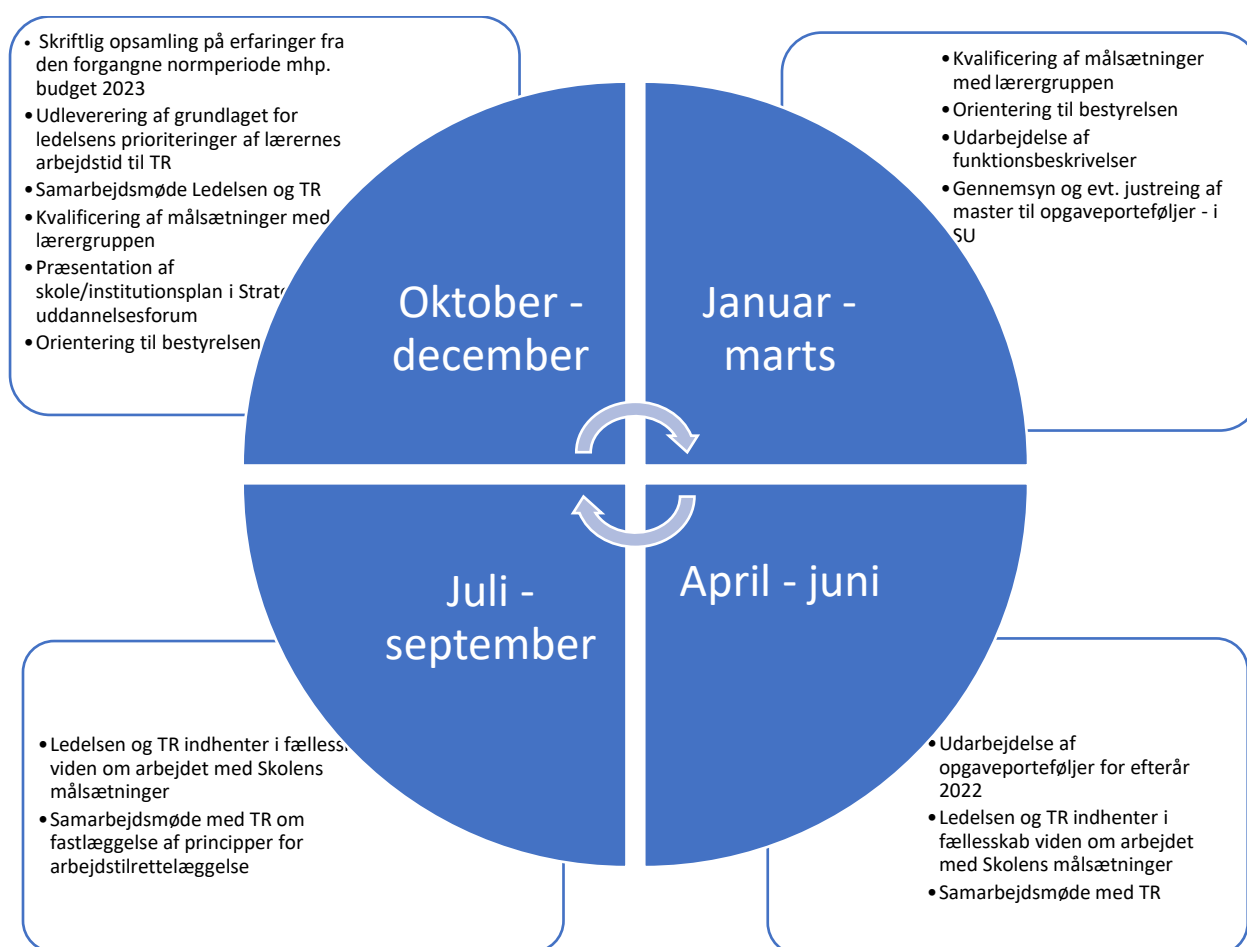 • Skriftlig opsamling på erfaringer fra
den forgangne normperiode mhp.
budget 2023
•Udleverering af grundlaget for
ledelsens prioriteringer af lærernes
arbejdstid til TR
•Samarbejdsmøde Ledelsen og TR
•Kvalificering af målsætninger med
lærergruppen
•Præsentation af
skole/institutionsplan i
uddannelsesforum
•Orientering til bestyrelsen
•Kvalificering af målsætninger
med lærergruppen
•Orientering til bestyrelsen
•Udarbejdelse af
funktionsbeskrivelser
•Gennemsyn og evt. justreing af
master til opgaveporteføljer - i
SU
Oktober -
december
Januar -
marts
Juli -
september
April - juni
•Ledelsen og TR indhenter i
viden om arbejdet med Skolens
målsætninger
•Samarbejdsmøde med TR om
fastlæggelse af principper for
arbejdstilrettelæggelse
•Udarbejdelse af
opgaveporteføljer for efterår
2022
•Ledelsen og TR indhenter i
fællesskab viden om arbejdet
med Skolens målsætninger
•Samarbejdsmøde med TR